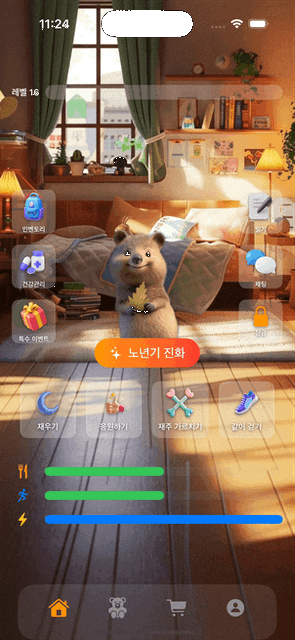 11:24
레벨 16
인벤토리
일기
건강관리
채팅
특수 이벤트
노년기 진화
재우기
응원하기
재주 가르치기
같이 걷기